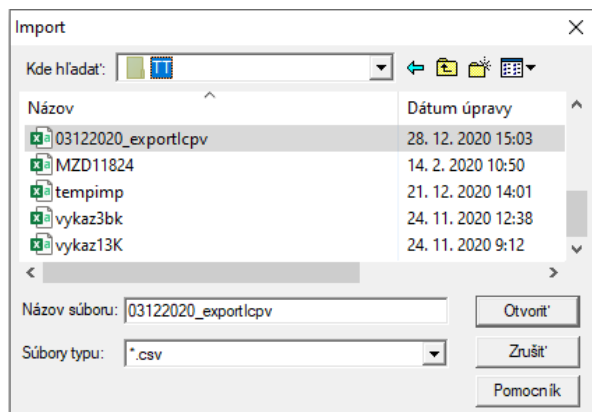 Import
Kde hľadať: TT
Názov Dátum úpravy
03122020_exportlcpv 28. 12. 2020 15:03
MZD11824 14. 2. 2020 10:50
tempimp 21. 12. 2020 14:01
vykaz3bk 24. 11. 2020 12:38
vykaz13K 24. 11. 2020 9:12
Názov súboru: 03122020_exportlcpv Otvoriť
Súbory typu: *.csv Zrušiť
Pomocník